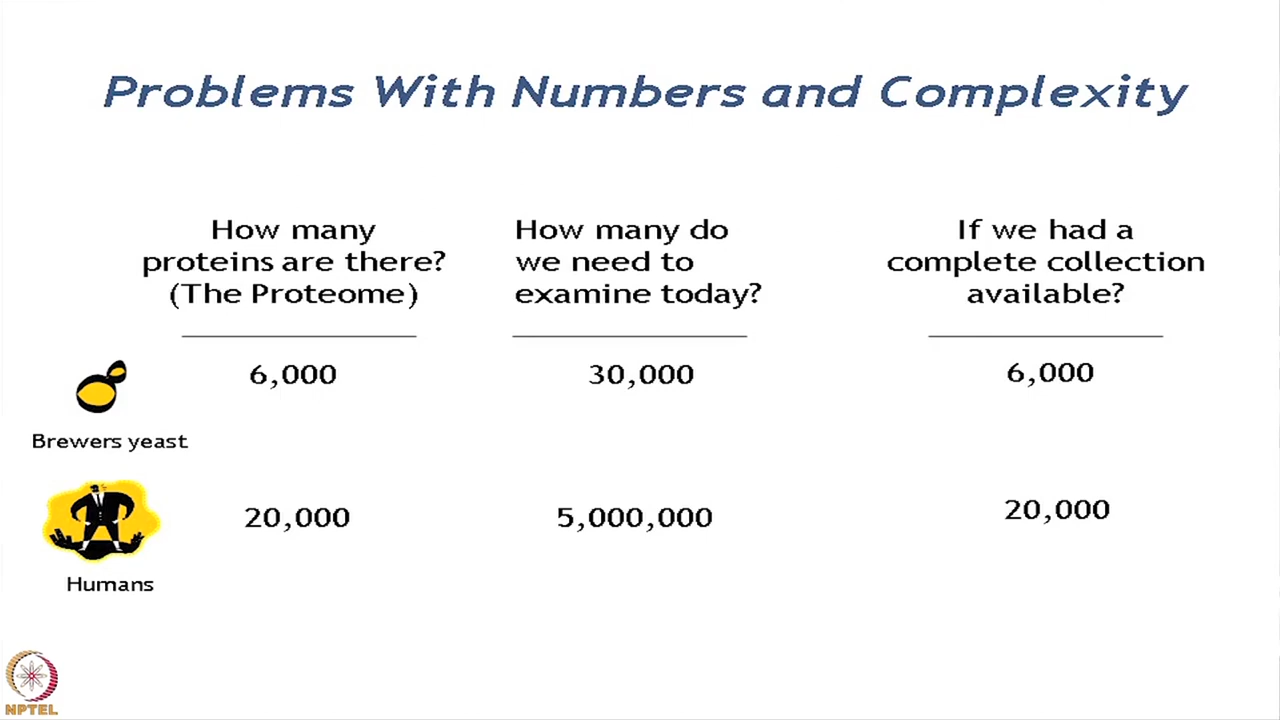 Problems With Numbers and Complexity
How many
proteins are there?
(The Proteome)
How many do
we need to
examine today?
If we had a
complete collection
available?
6,000
30,000
6,000
Brewers yeast
20,000
5,000,000
20,000
Humans
NPTEL